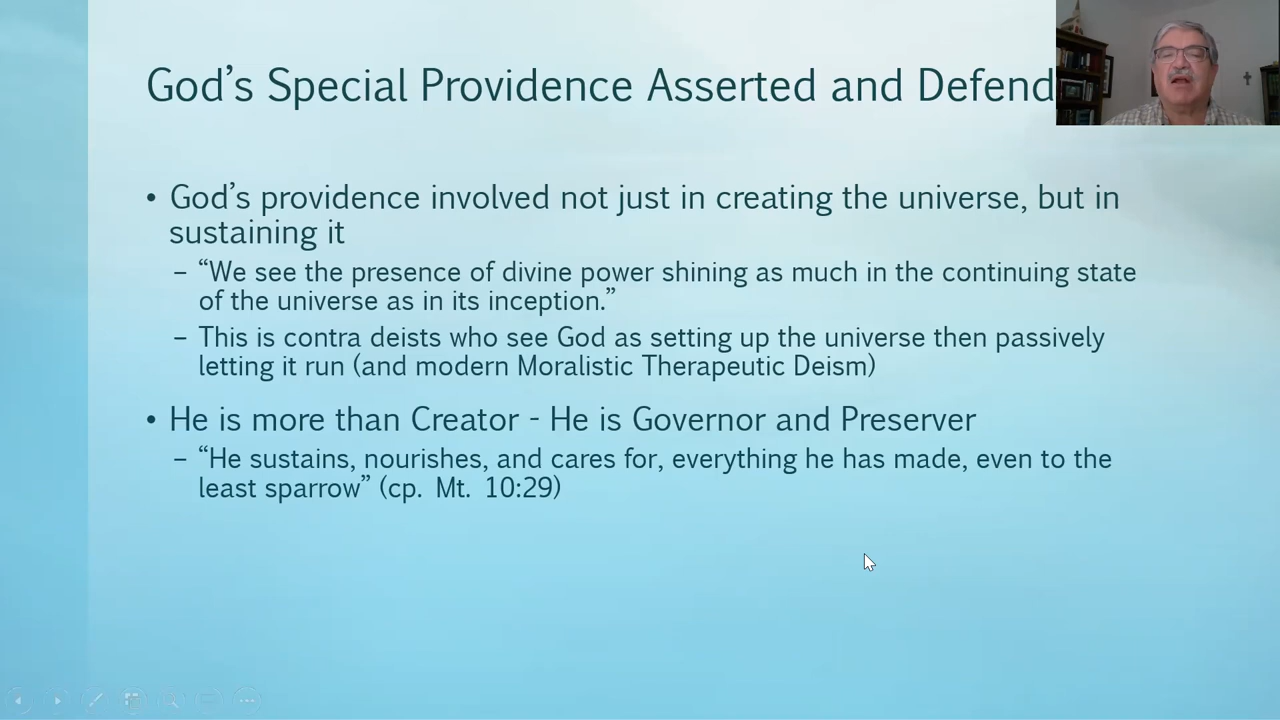 God’s Special Providence Asserted and Defend
• God’s providence involved not just in creating the universe, but in
sustaining it
– “We see the presence of divine power shining as much in the continuing state
of the universe as in its inception.”
– This is contra deists who see God as setting up the universe then passively
letting it run (and modern Moralistic Therapeutic Deism)
• He is more than Creator - He is Governor and Preserver
– “He sustains, nourishes, and cares for, everything he has made, even to the
least sparrow” (cp. Mt. 10:29)